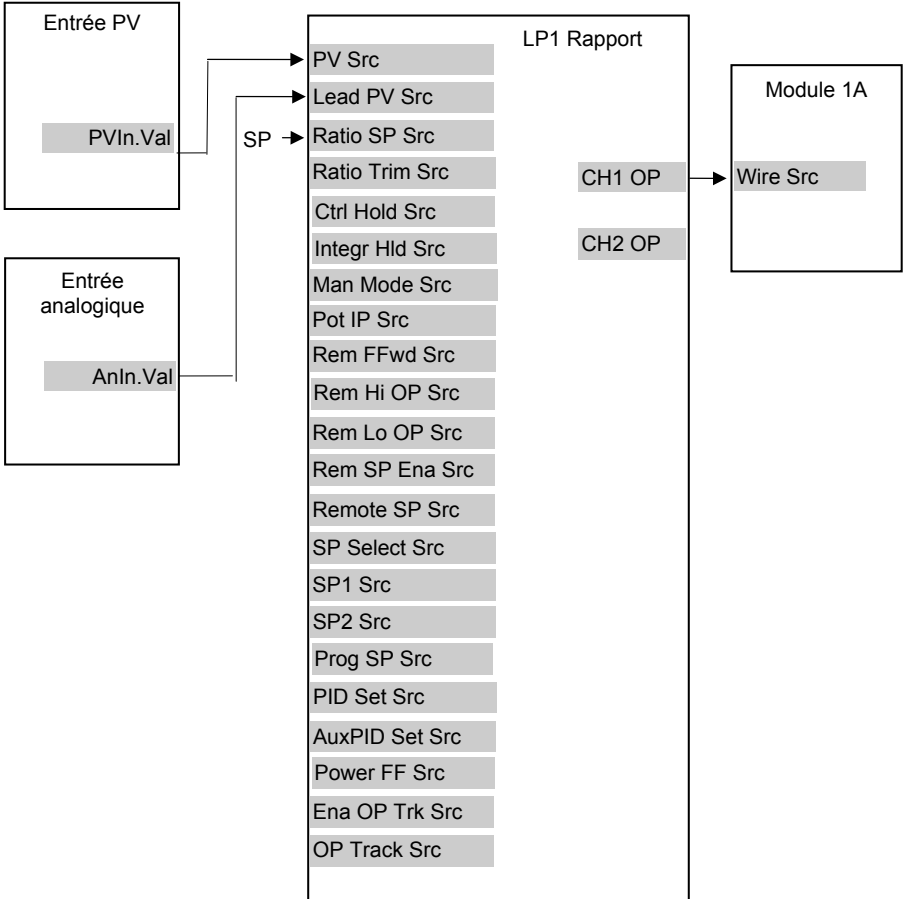 Entrée PV
PVIn.Val
Entrée
analogique
AnIn.Val
SP
LP1 Rapport
PV Src
Lead PV Src
Ratio SP Src
Ratio Trim Src
Ctrl Hold Src
Integr Hld Src
Man Mode Src
Pot IP Src
Rem FFwd Src
Rem Hi OP Src
Rem Lo OP Src
Rem SP Ena Src
Remote SP Src
SP Select Src
SP1 Src
SP2 Src
Prog SP Src
PID Set Src
AuxPID Set Src
Power FF Src
Ena OP Trk Src
OP Track Src
CH1 OP
CH2 OP
Module 1A
Wire Src